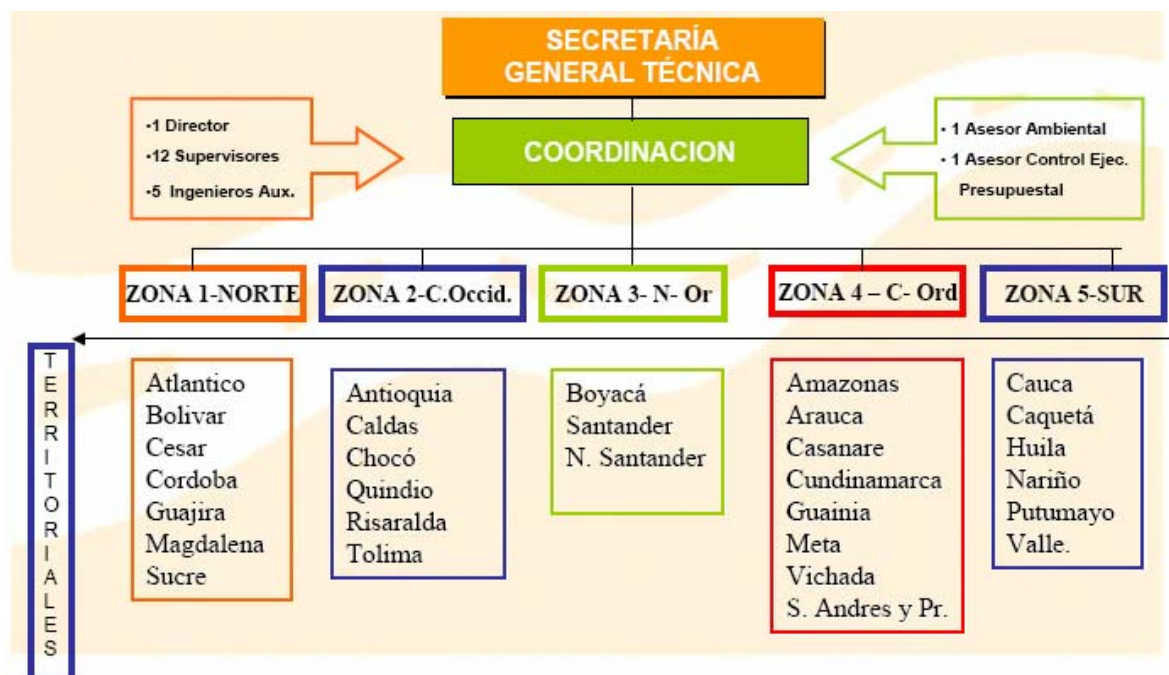 SECRETARÍA
GENERAL TÉCNICA
•1 Director
•12 Supervisores
•5 Ingenieros Aux.
COORDINACION
• 1 Asesor Ambiental
• 1 Asesor Control Ejec.
Presupuestal
ZONA 1-NORTE
ZONA 2-C.Occid.
ZONA 3- N- Or
ZONA 4 – C- Ord
ZONA 5-SUR
TERRITORIALES
Atlantico
Bolivar
Cesar
Cordoba
Guajira
Magdalena
Sucre
Antioquia
Caldas
Chocó
Quindio
Risaralda
Tolima
Boyacá
Santander
N. Santander
Amazonas
Arauca
Casanare
Cundinamarca
Guainia
Meta
Vichada
S. Andres y Pr.
Cauca
Caquetá
Huila
Nariño
Putumayo
Valle.